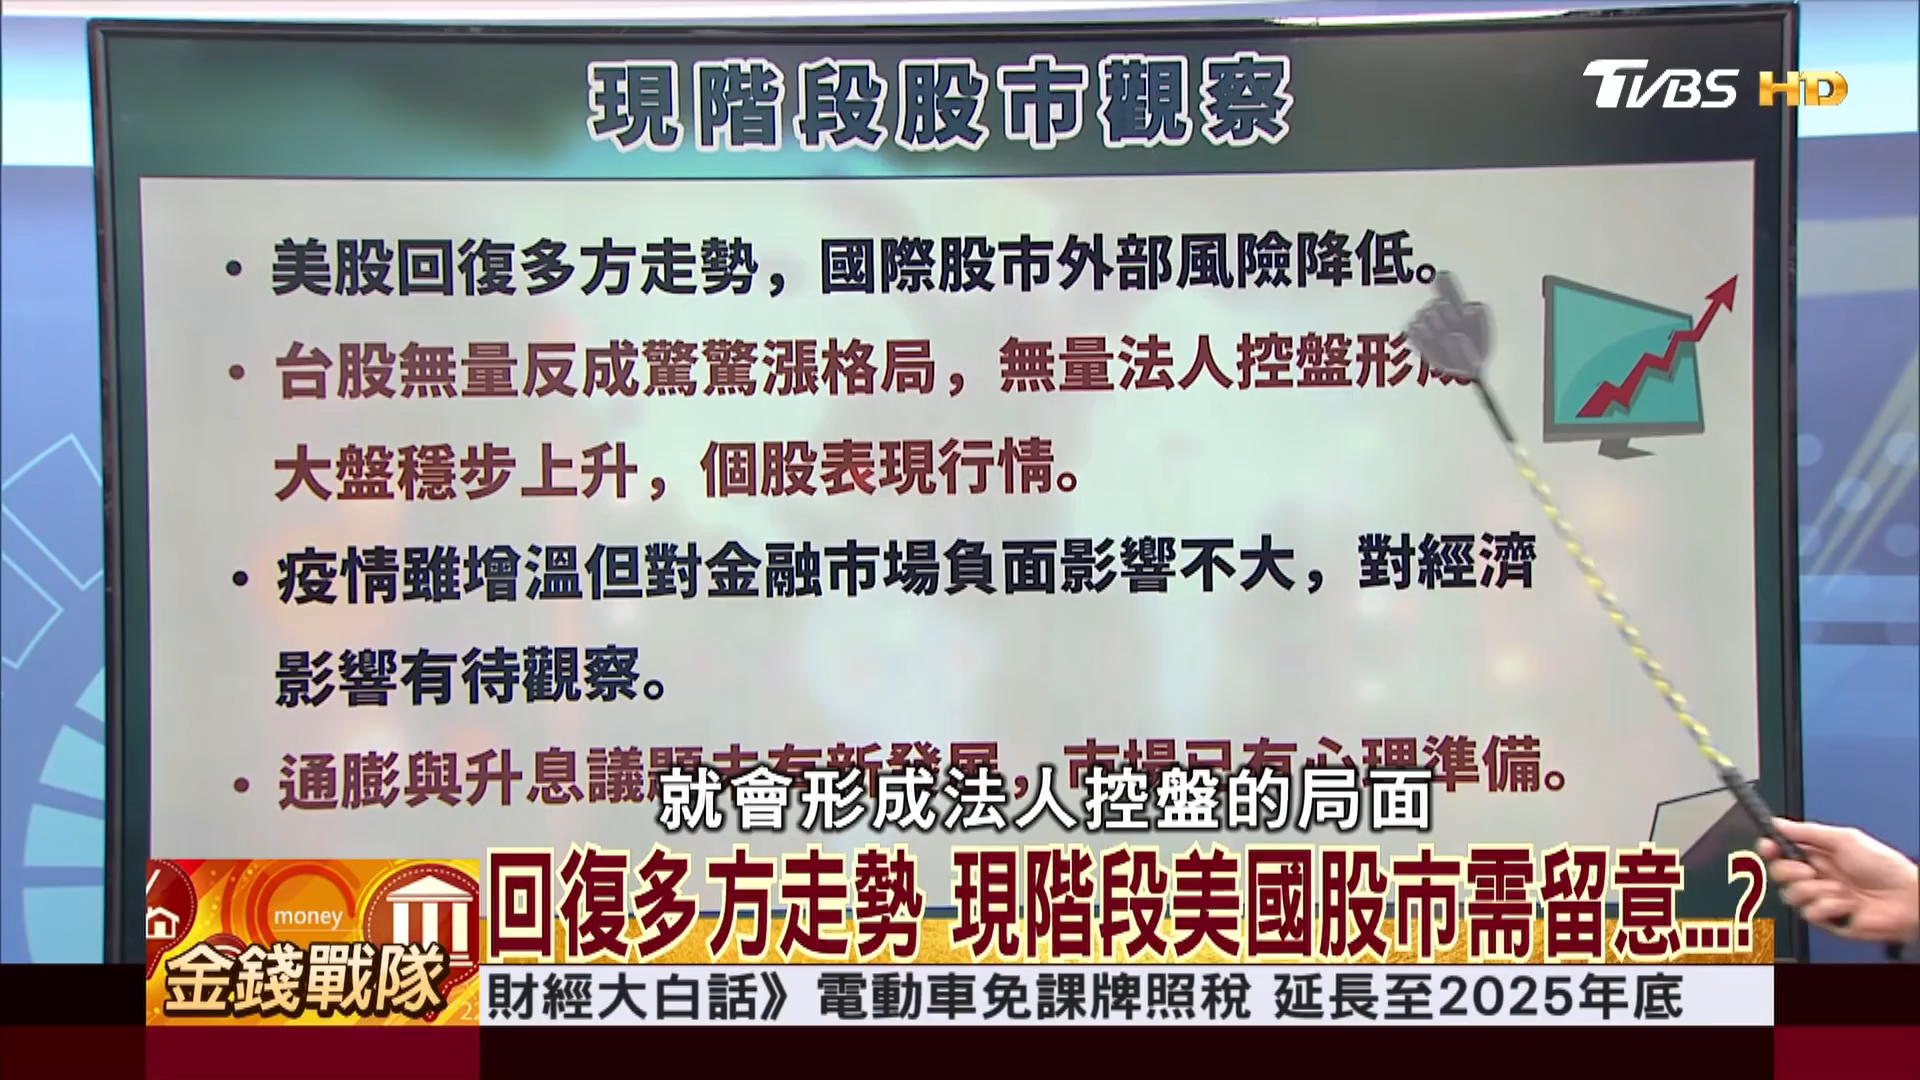 現階段股市觀察
TVBS HD
• 美股回復多方走勢，國際股市外部風險降低。
• 台股無量反成驚驚漲格局，無量法人控盤形成
大盤穩步上升，個股表現行情。
• 疫情雖增溫但對金融市場負面影響不大，對經濟
影響有待觀察。
• 通膨與升息議題未有新發展，市場已有心理準備。
就會形成法人控盤的局面
money
金錢戰隊
回復多方走勢 現階段美國股市需留意...?
財經大白話》電動車免課牌照稅 延長至2025年底